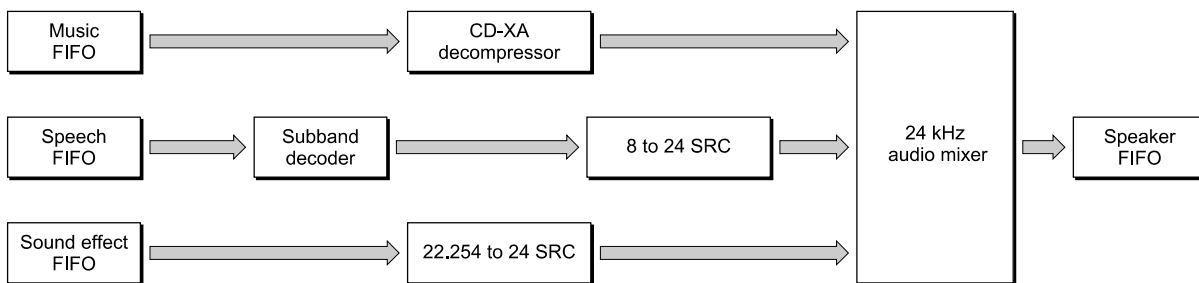 Music
FIFO
CD-XA
decompressor
Speech
FIFO
Subband
decoder
8 to 24 SRC
24 kHz
audio mixer
Speaker
FIFO
Sound effect
FIFO
22.254 to 24 SRC